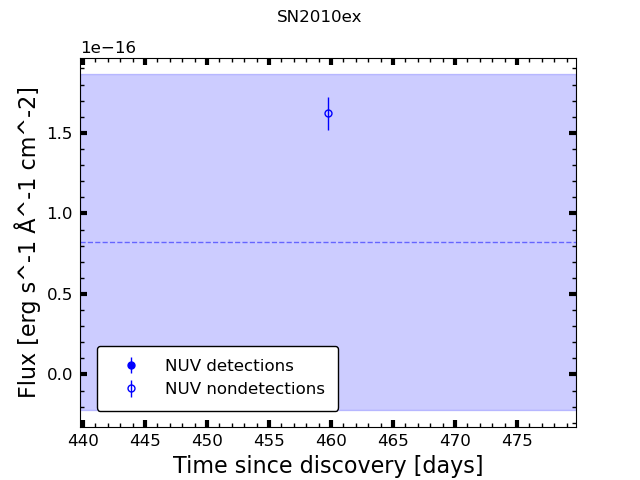 SN2010ex
1e−16
Flux [erg s^-1 Å^-1 cm^-2]
1.5
1.0
0.5
0.0
NUV detections
NUV nondetections
440 445 450 455 460 465 470 475
Time since discovery [days]